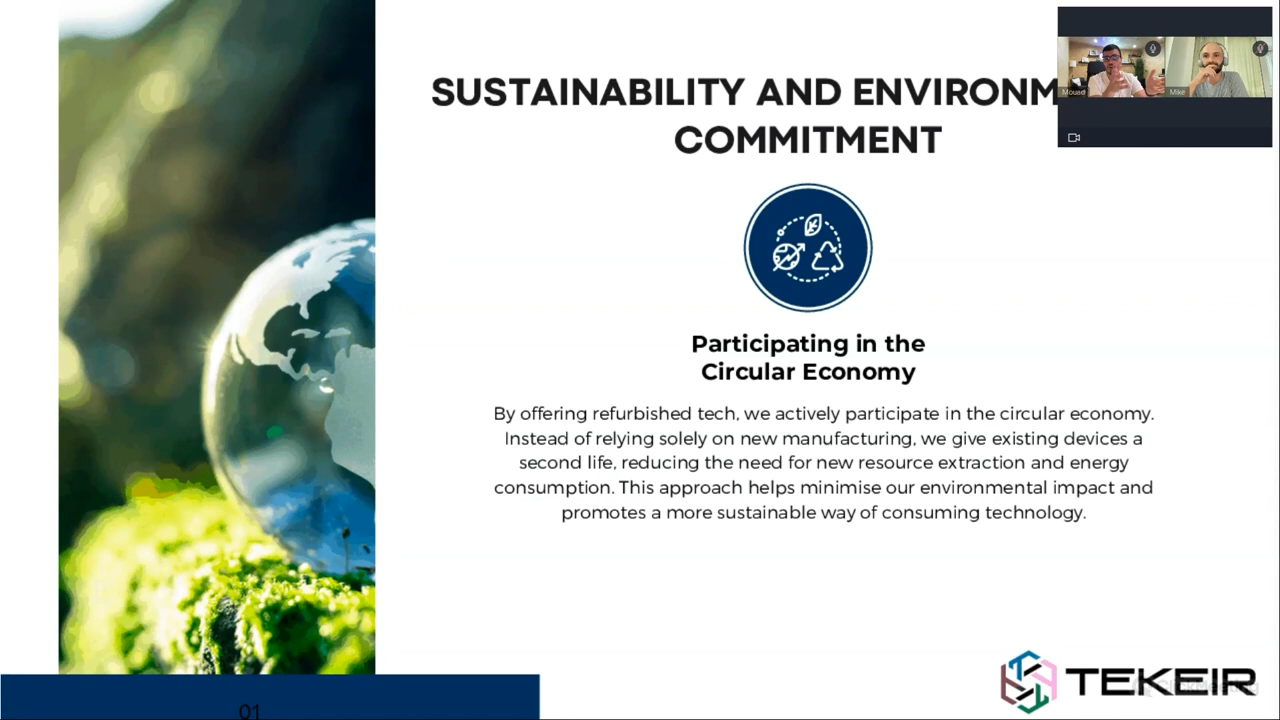 SUSTAINABILITY AND ENVIRONM
COMMITMENT
Mouad
Mike
Participating in the
Circular Economy
By offering refurbished tech, we actively participate in the circular economy.
Instead of relying solely on new manufacturing, we give existing devices a
second life, reducing the need for new resource extraction and energy
consumption. This approach helps minimise our environmental impact and
promotes a more sustainable way of consuming technology.
TEKEIR
ClickMeeting
01